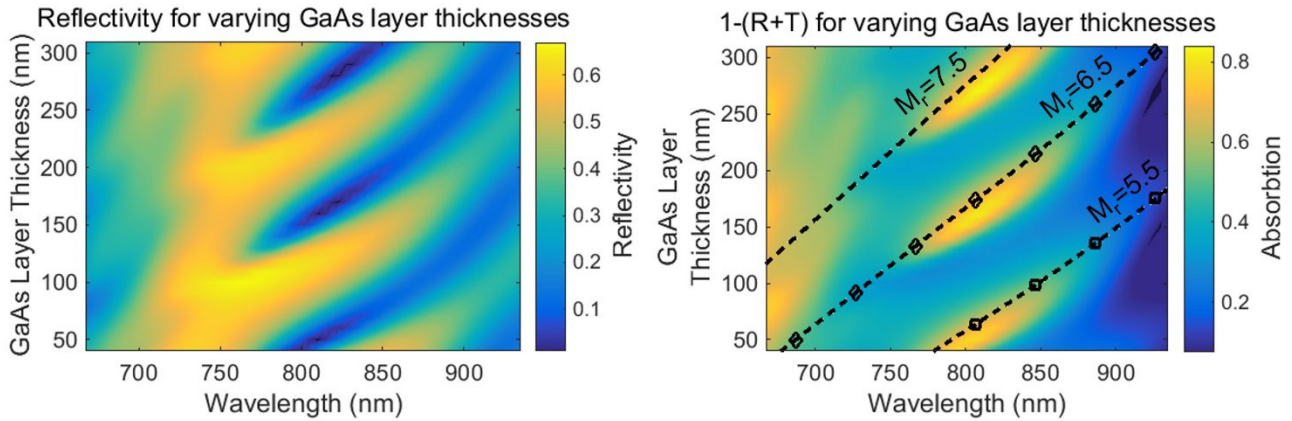 Reflectivity for varying GaAs layer thicknesses
GaAs Layer Thickness (nm)
300
250
200
150
100
50
700
750
800
850
900
Wavelength (nm)
0.6
0.5
0.4
0.3
0.2
0.1
Reflectivity
1-(R+T) for varying GaAs layer thicknesses
GaAs Layer
Thickness (nm)
300
250
200
150
100
50
Mr=7.5
Mr=6.5
Mr=5.5
700
750
800
850
900
Wavelength (nm)
0.8
0.6
0.4
0.2
Absorbtion